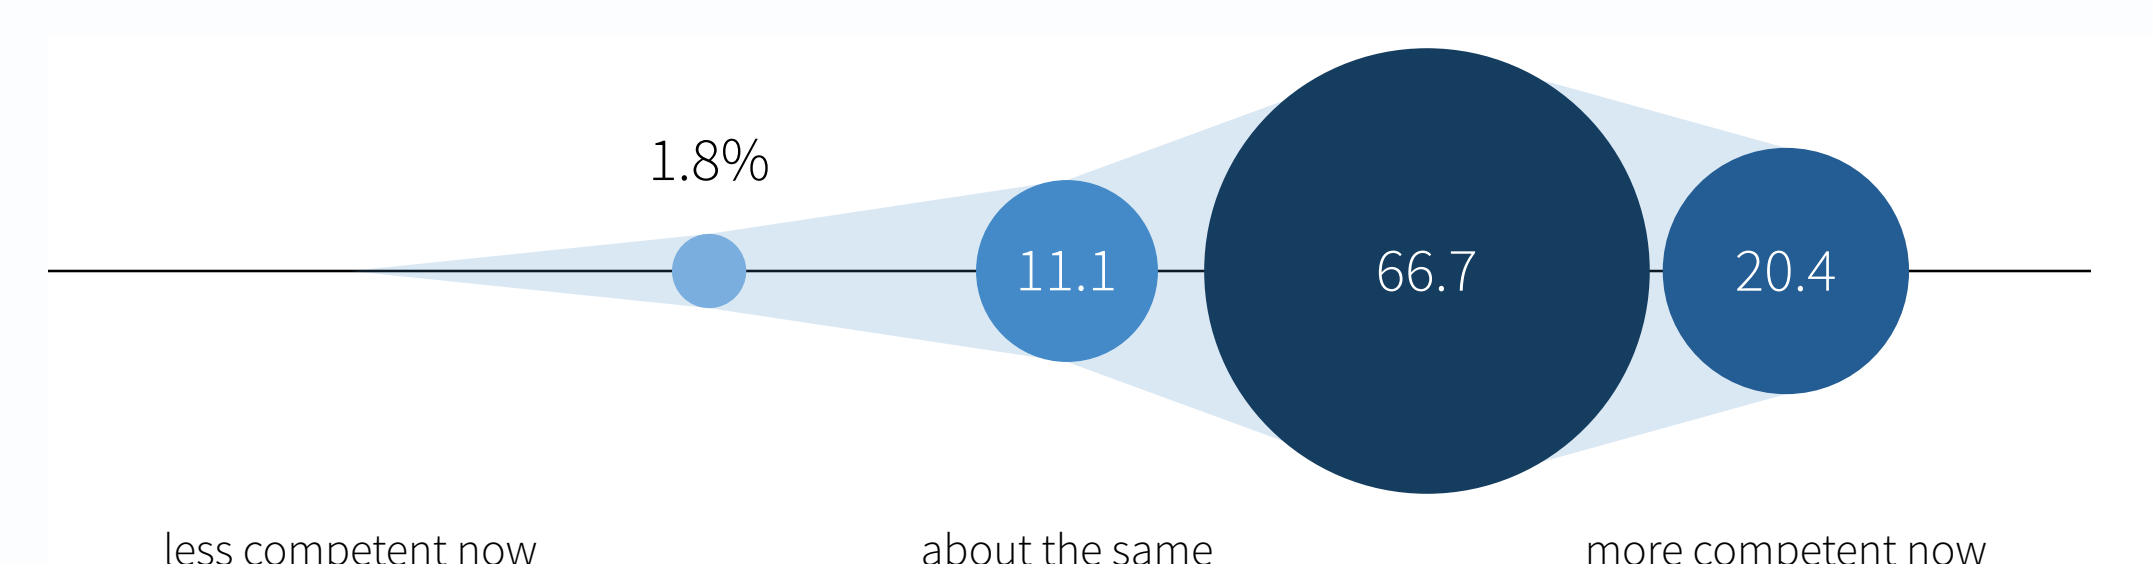 1.8%
11.1 66.7 20.4
less competent now about the same more competent now